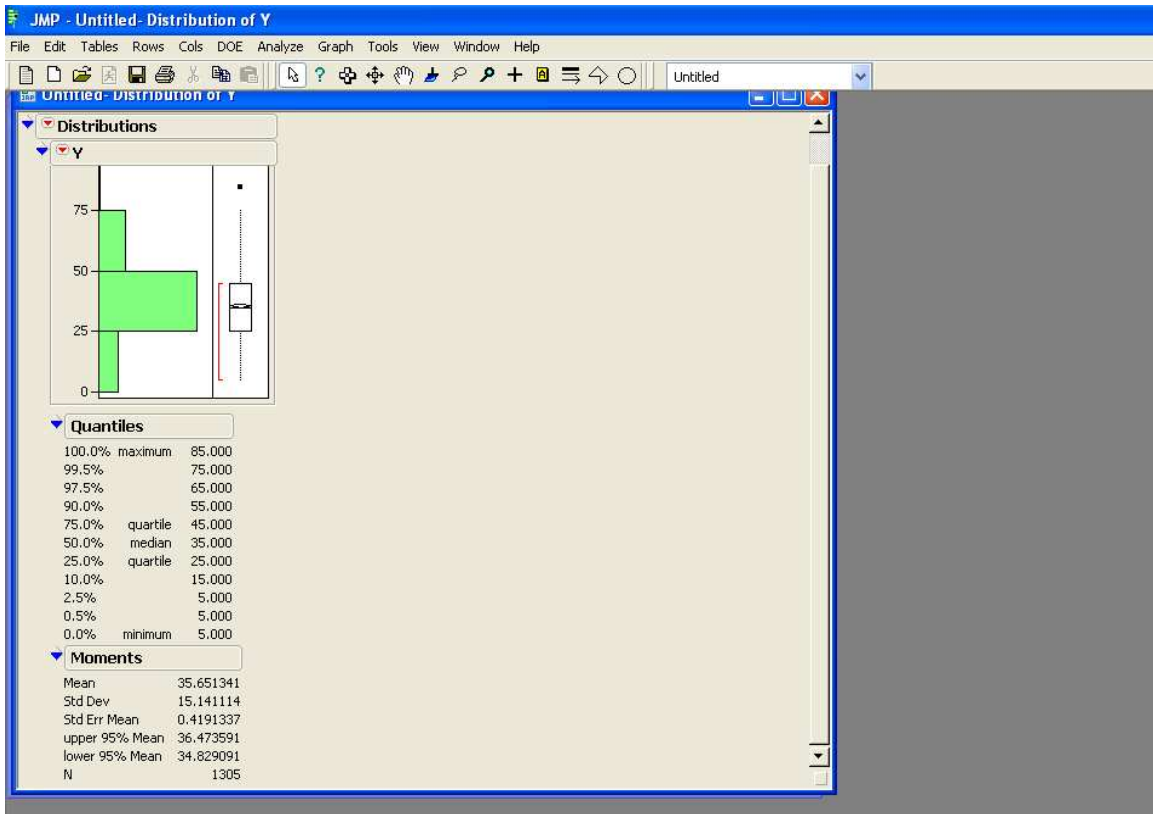 JMP - Untitled- Distribution of Y
File Edit Tables Rows Cols DOE Analyze Graph Tools View Window Help
Untitled
Untitled- Distribution of Y
Distributions
Y
75
50
25
0
Quantiles
100.0% maximum 85.000
99.5% 75.000
97.5% 65.000
90.0% 55.000
75.0% quartile 45.000
50.0% median 35.000
25.0% quartile 25.000
10.0% 15.000
2.5% 5.000
0.5% 5.000
0.0% minimum 5.000
Moments
Mean 35.651341
Std Dev 15.141114
Std Err Mean 0.4191337
upper 95% Mean 36.473591
lower 95% Mean 34.829091
N 1305